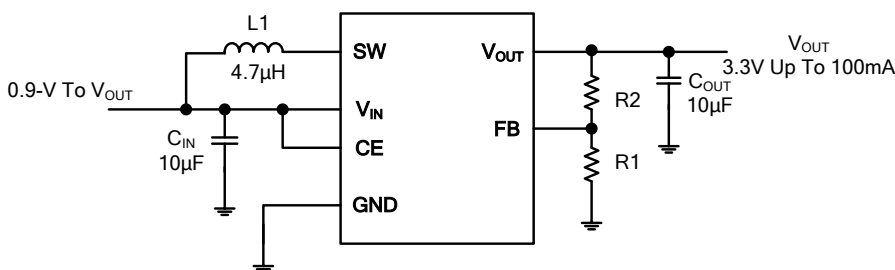 L1
4.7µH
0.9-V To VOUT
CIN
10µF
SW
VIN
CE
GND
VOUT
FB
R2
R1
COUT
10µF
VOUT
3.3V Up To 100mA